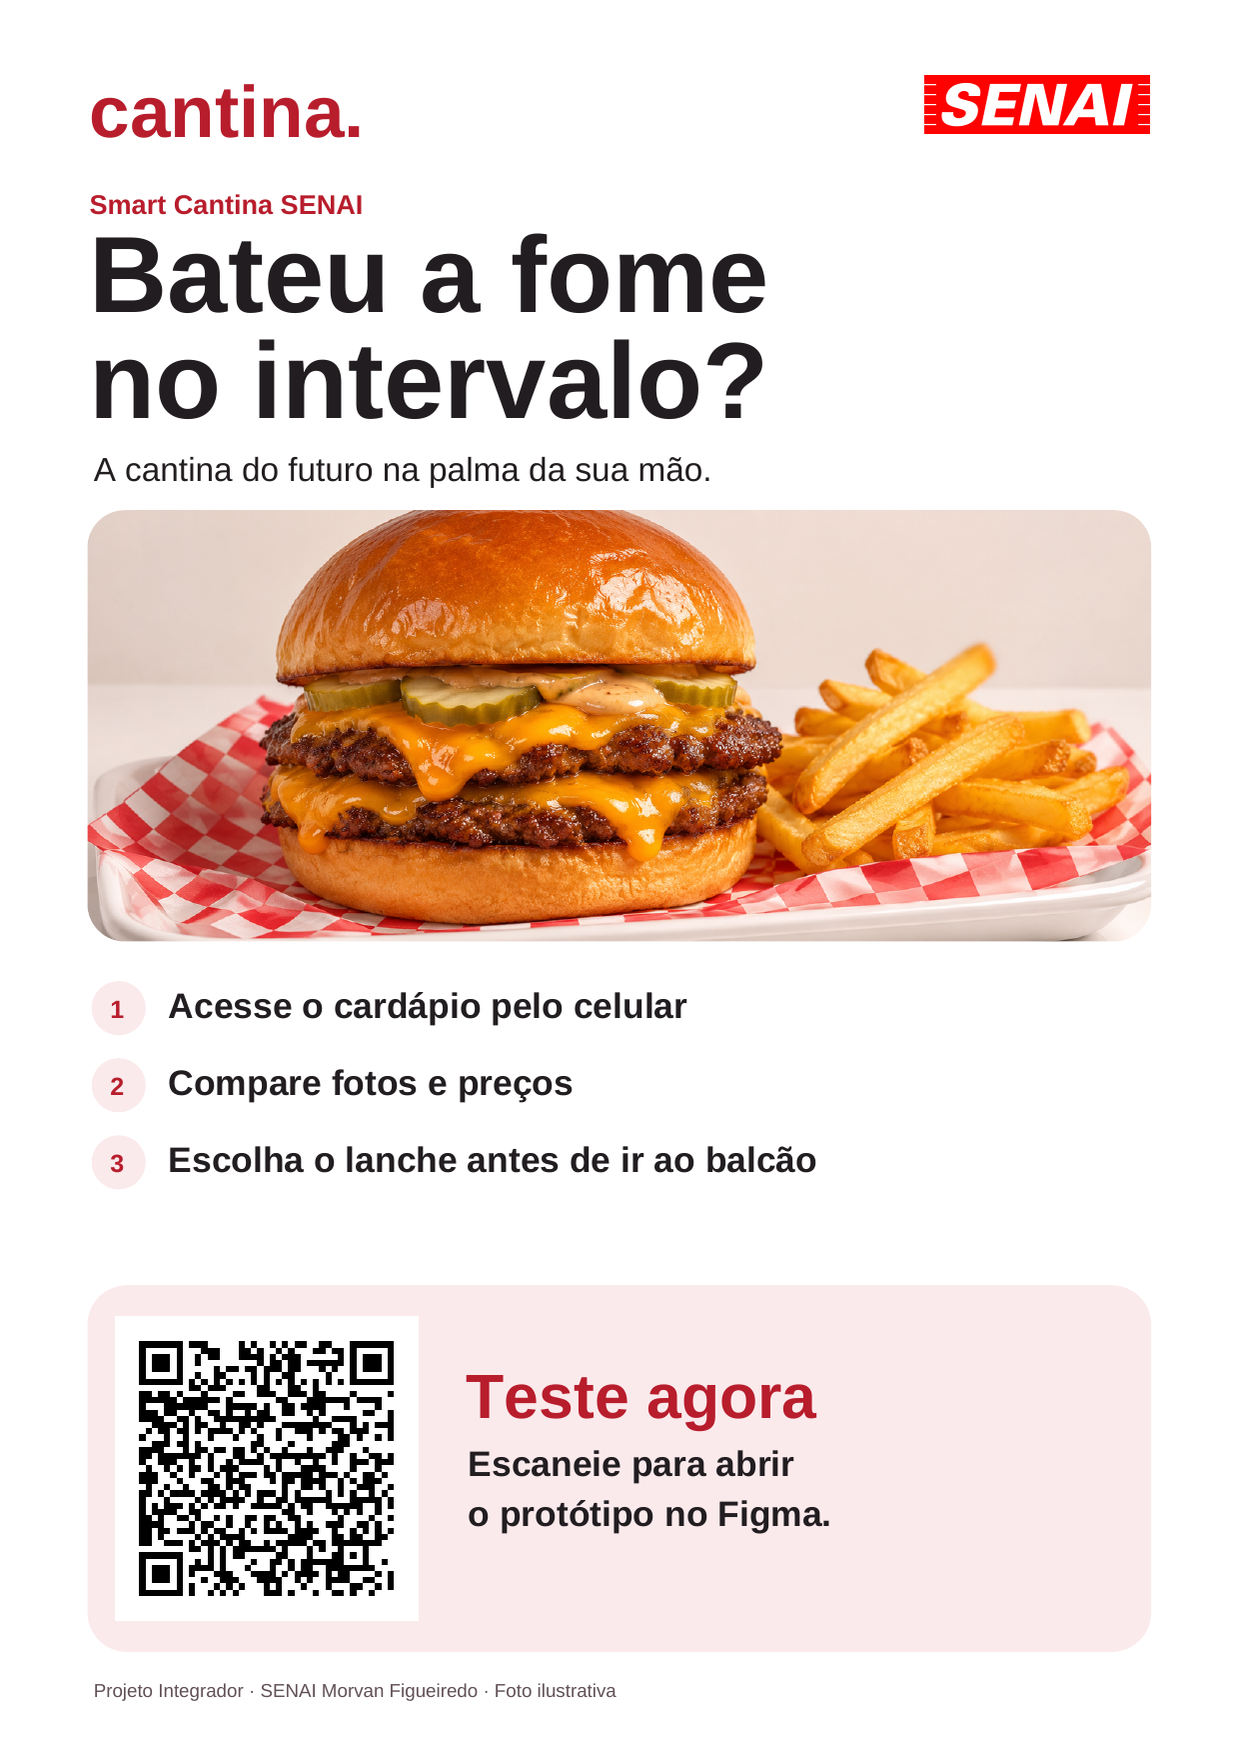 cantina.
SENAI
Smart Cantina SENAI
Bateu a fome
no intervalo?
A cantina do futuro na palma da sua mão.
1 Acesse o cardápio pelo celular
2 Compare fotos e preços
3 Escolha o lanche antes de ir ao balcão
Teste agora
Escaneie para abrir
o protótipo no Figma.
Projeto Integrador · SENAI Morvan Figueiredo · Foto ilustrativa